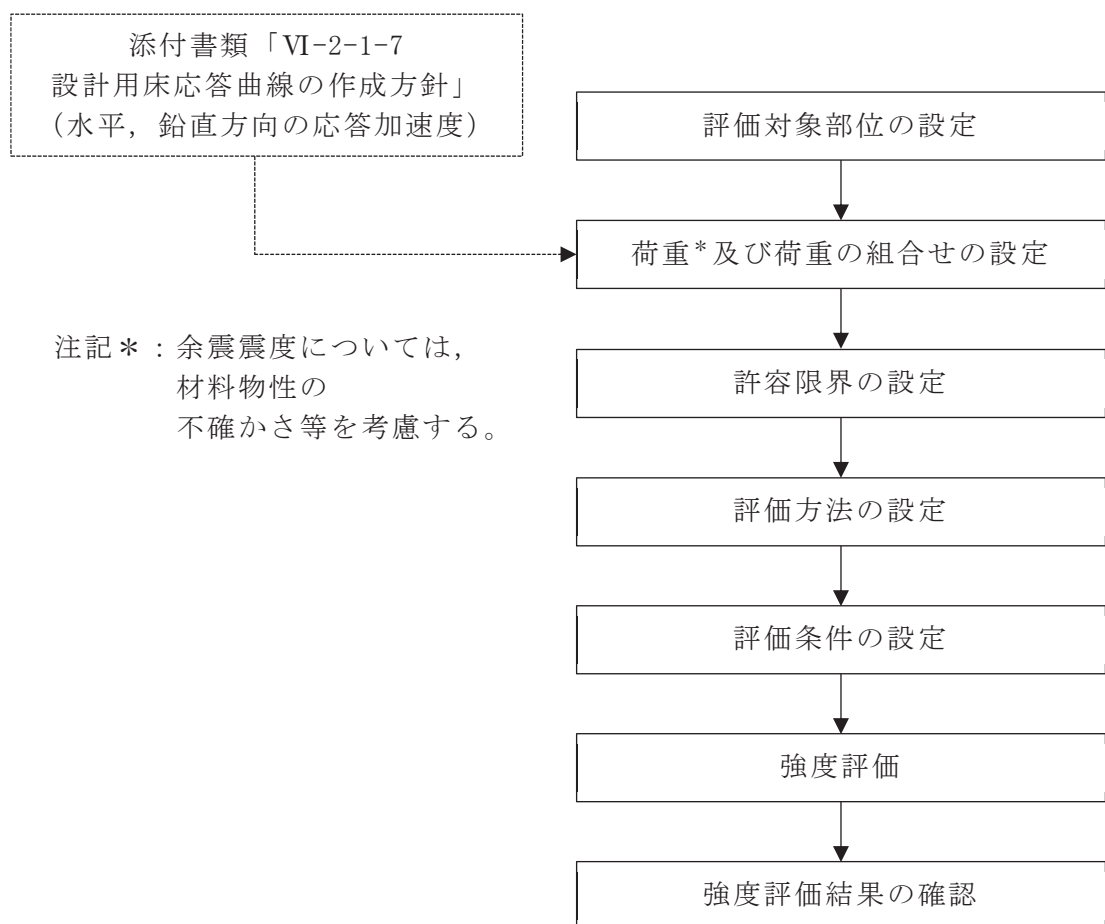 添付書類「Ⅵ-2-1-7
設計用床応答曲線の作成方針」
(水平，鉛直方向の応答加速度)
評価対象部位の設定
荷重*及び荷重の組合せの設定
注記＊：余震震度については，
材料物性の
不確かさ等を考慮する。
許容限界の設定
評価方法の設定
評価条件の設定
強度評価
強度評価結果の確認